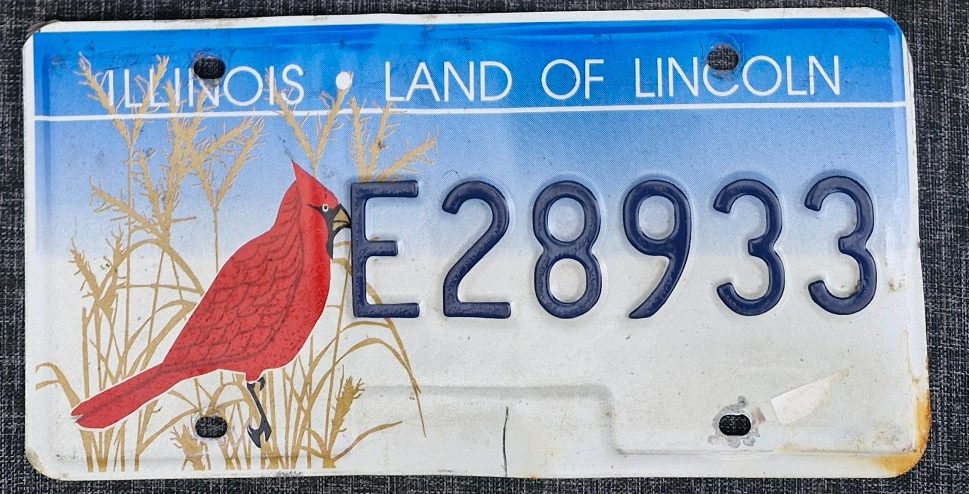 ILLINOIS • LAND OF LINCOLN
E28933